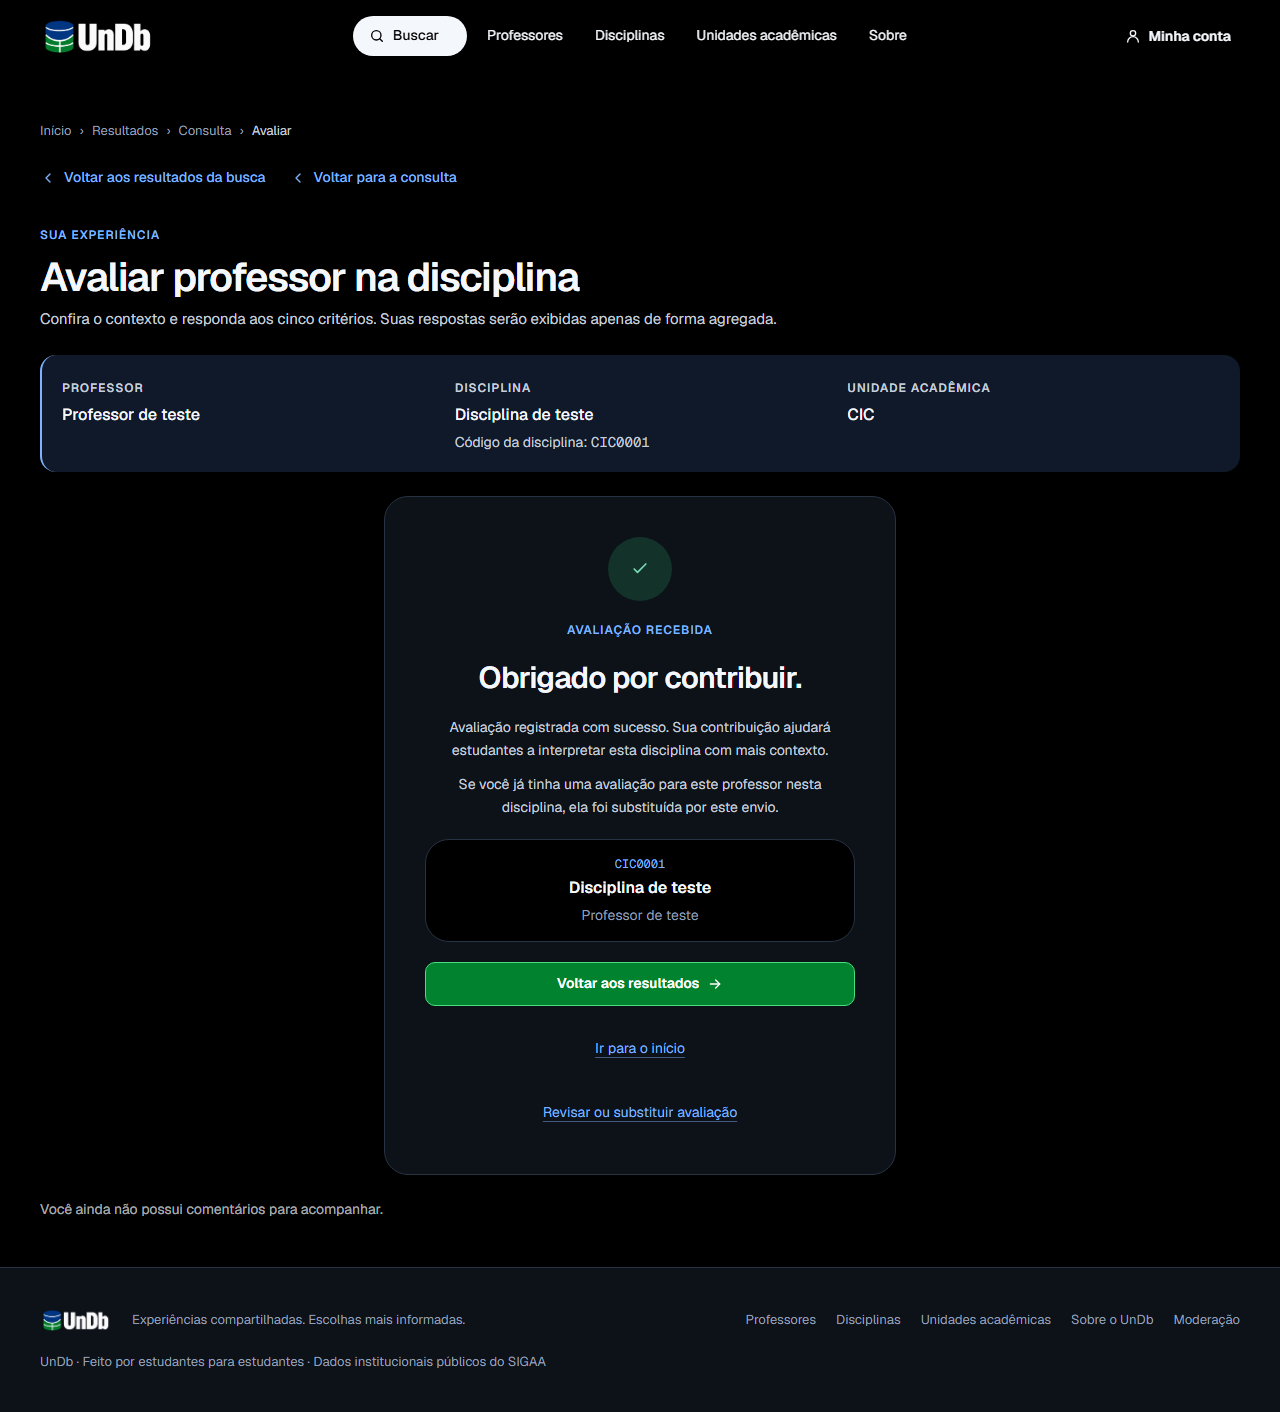 UnDb
Buscar
Professores
Disciplinas
Unidades acadêmicas
Sobre
Minha conta
Início › Resultados › Consulta › Avaliar
Voltar aos resultados da busca
Voltar para a consulta
SUA EXPERIÊNCIA
Avaliar professor na disciplina
Confira o contexto e responda aos cinco critérios. Suas respostas serão exibidas apenas de forma agregada.
PROFESSOR
Professor de teste
DISCIPLINA
Disciplina de teste
Código da disciplina: CIC0001
UNIDADE ACADÊMICA
CIC
AVALIAÇÃO RECEBIDA
Obrigado por contribuir.
Avaliação registrada com sucesso. Sua contribuição ajudará
estudantes a interpretar esta disciplina com mais contexto.
Se você já tinha uma avaliação para este professor nesta
disciplina, ela foi substituída por este envio.
CIC0001
Disciplina de teste
Professor de teste
Voltar aos resultados →
Ir para o início
Revisar ou substituir avaliação
Você ainda não possui comentários para acompanhar.
UnDb
Experiências compartilhadas. Escolhas mais informadas.
Professores
Disciplinas
Unidades acadêmicas
Sobre o UnDb
Moderação
UnDb · Feito por estudantes para estudantes · Dados institucionais públicos do SIGAA